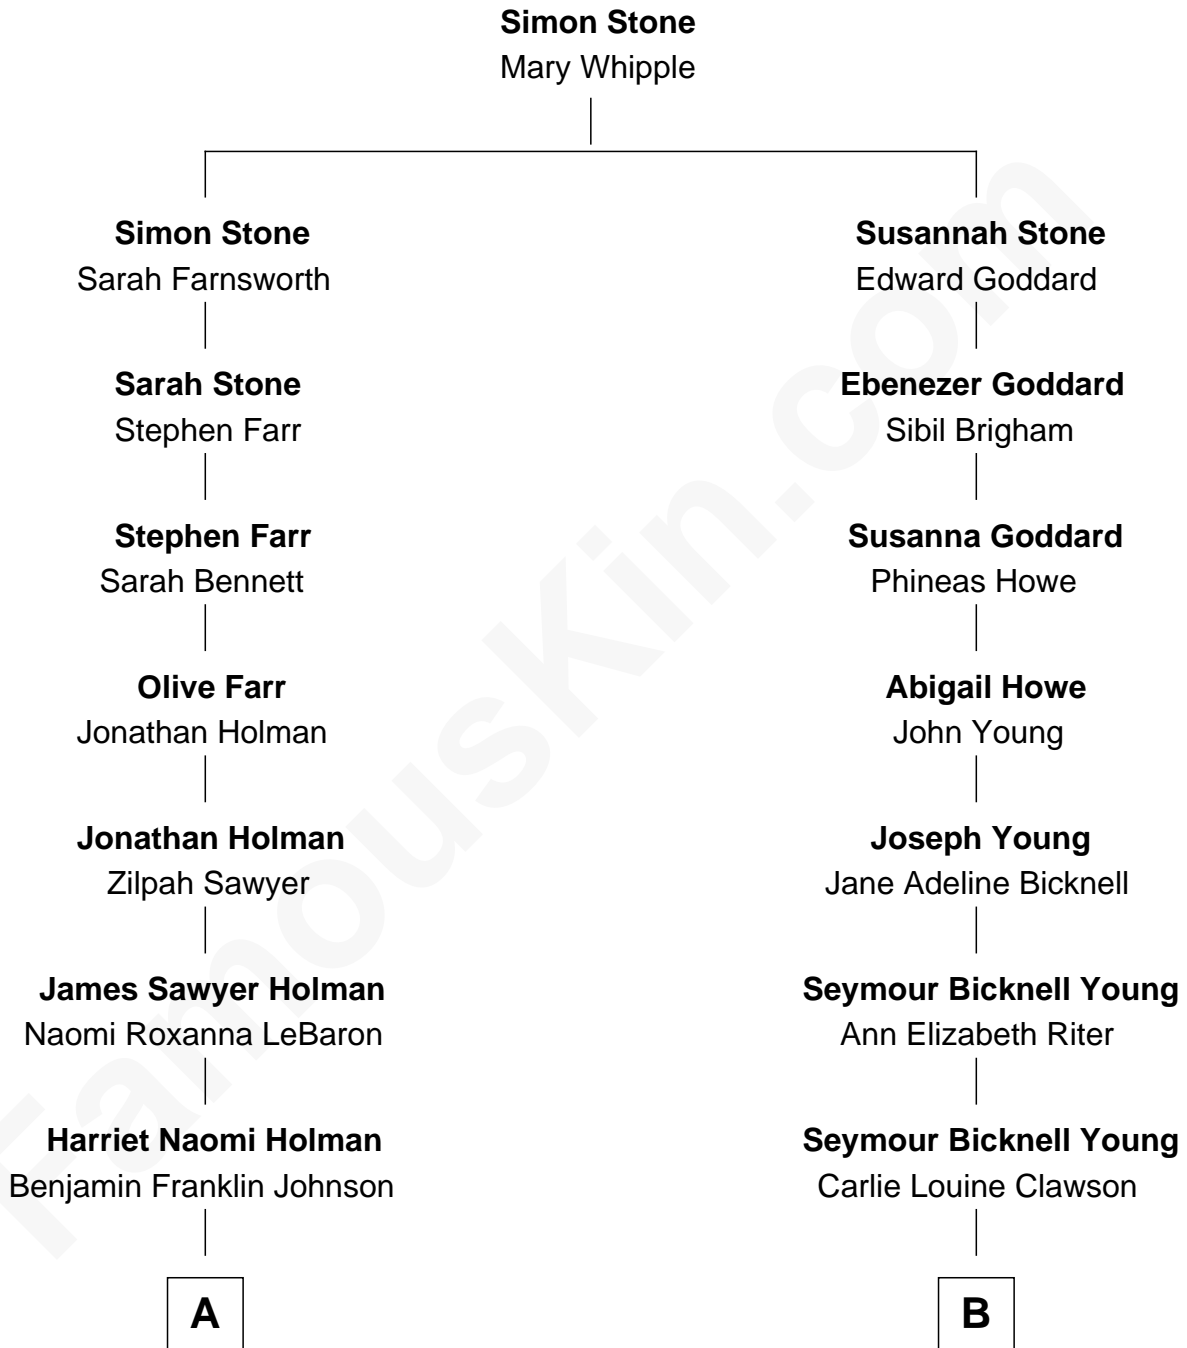 Simon Stone
Mary Whipple
Simon Stone
Sarah Farnsworth
Susannah Stone
Edward Goddard
Sarah Stone
Stephen Farr
Ebenezer Goddard
Sibil Brigham
Stephen Farr
Sarah Bennett
Susanna Goddard
Phineas Howe
Olive Farr
Jonathan Holman
Abigail Howe
John Young
Jonathan Holman
Zilpah Sawyer
Joseph Young
Jane Adeline Bicknell
James Sawyer Holman
Naomi Roxanna LeBaron
Seymour Bicknell Young
Ann Elizabeth Riter
Harriet Naomi Holman
Benjamin Franklin Johnson
Seymour Bicknell Young
Carlie Louine Clawson
A
B
FamousKin.com